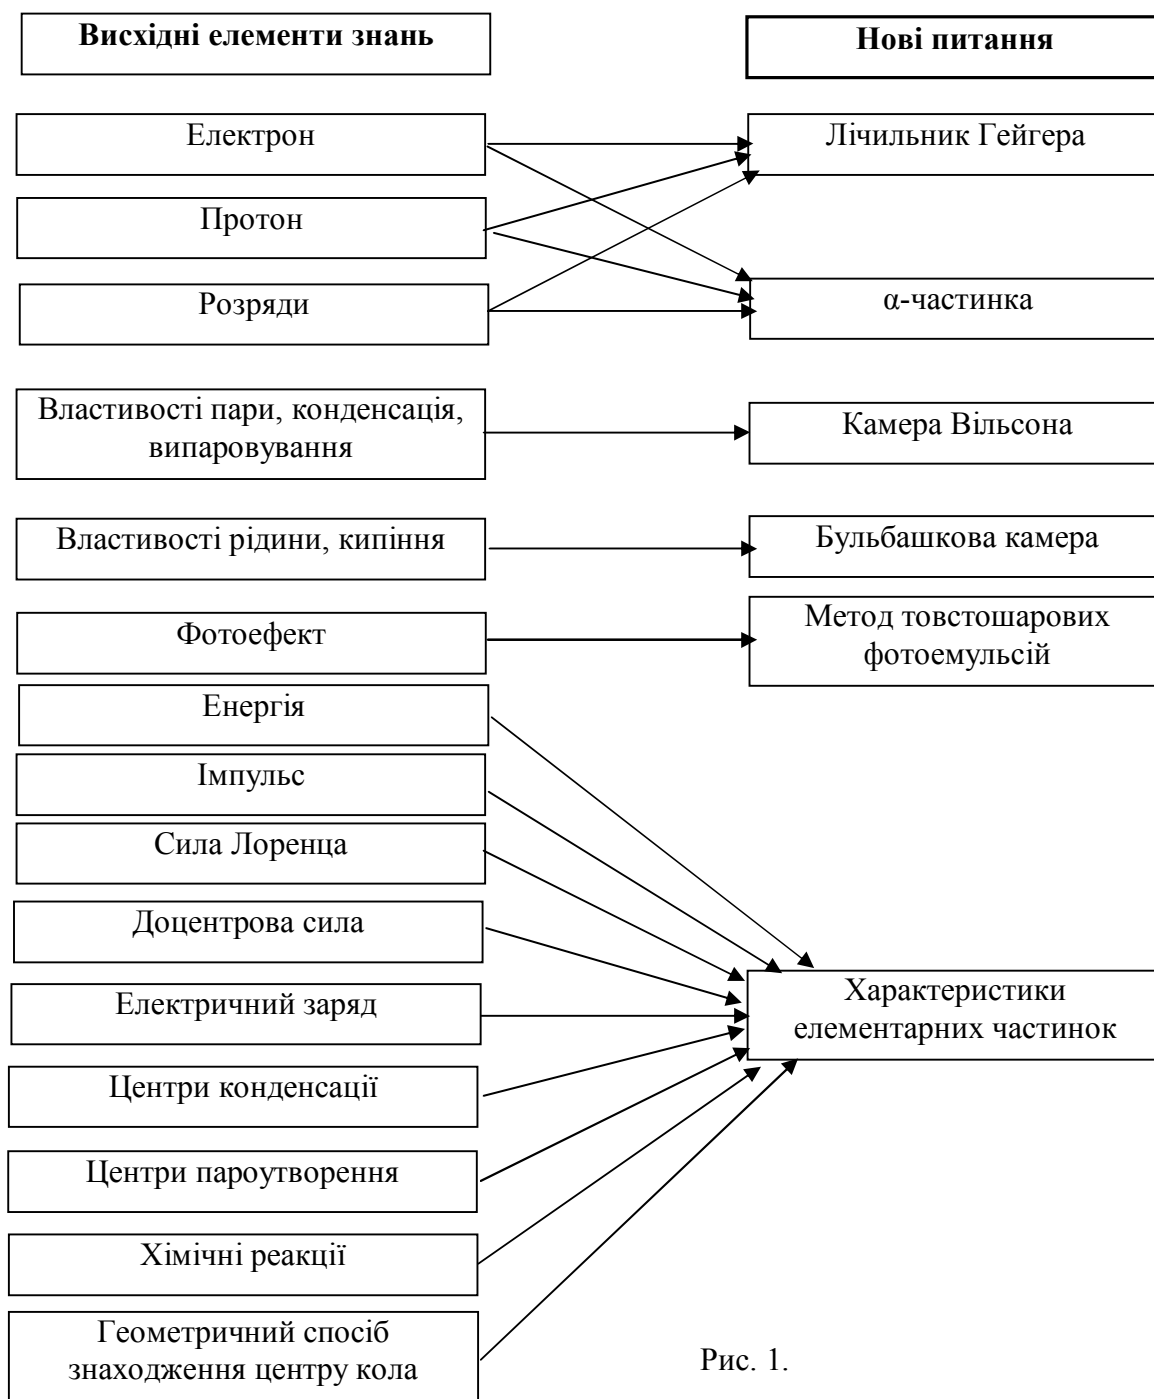 Висхідні елементи знань
Нові питання
Електрон
Лічильник Гейгера
Протон
Розряди
α-частинка
Властивості пари, конденсація,
випаровування
Камера Вільсона
Властивості рідини, кипіння
Бульбашкова камера
Фотоефект
Метод товстошарових
фотоемульсій
Енергія
Імпульс
Сила Лоренца
Доцентрова сила
Електричний заряд
Характеристики
елементарних частинок
Центри конденсації
Центри пароутворення
Хімічні реакції
Геометричний спосіб
знаходження центру кола
Рис. 1.